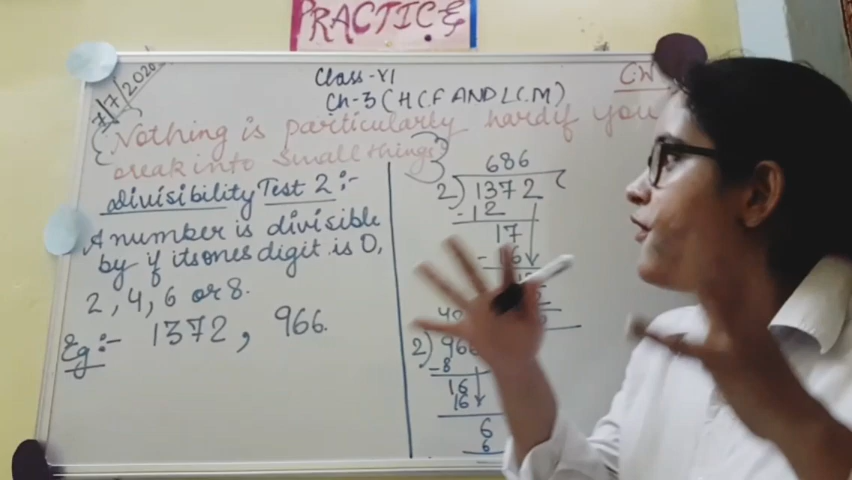 PRACTICE
7/7/2020
Class-VI
C.W
Ch-3 (H.C.F AND L.C.M)
Nothing is particularly hard if you
break into small things
Divisibility Test 2:-
A number is divisible
by if its ones digit is 0,
2, 4, 6 or 8.
Eg:- 1372, 966.
686
2) 1372 (
-12
17
- 16
2) 966
-8
16
16
6
6